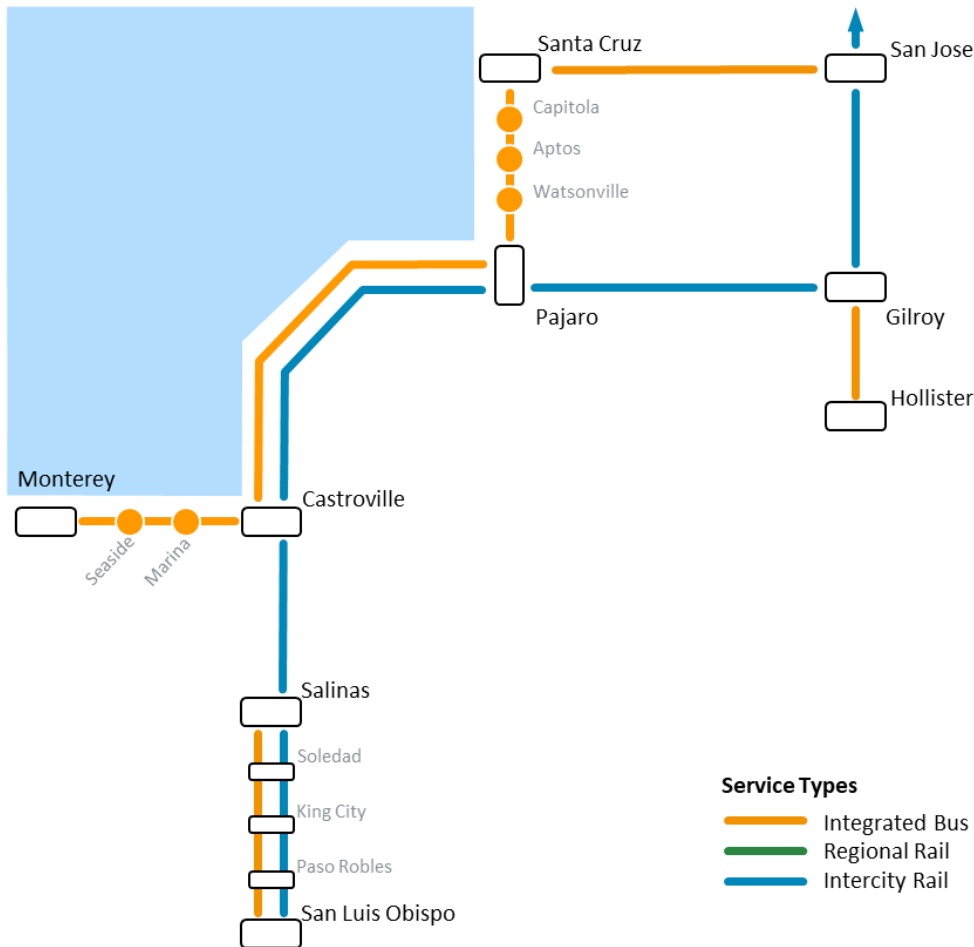 Santa Cruz
San Jose
Capitola
Aptos
Watsonville
Pajaro
Gilroy
Hollister
Monterey
Castroville
Seaside
Marina
Salinas
Soledad
King City
Paso Robles
San Luis Obispo
Service Types
Integrated Bus
Regional Rail
Intercity Rail